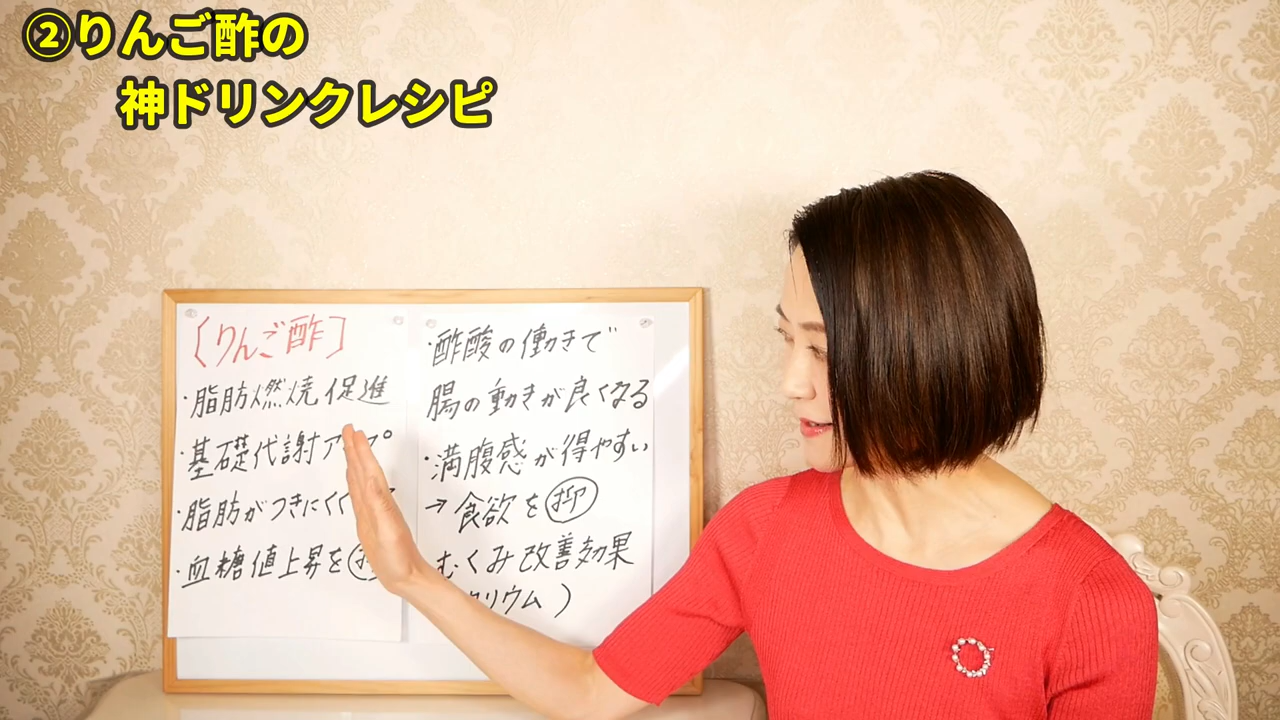 ②りんご酢の
神ドリンクレシピ
〔りんご酢〕
・脂肪燃焼促進
・基礎代謝アップ
・脂肪がつきにくく
・血糖値上昇を抑
・酢酸の働きで
腸の動きが良くなる
・満腹感が得やすい
→食欲を抑
むくみ改善効果
リウム）